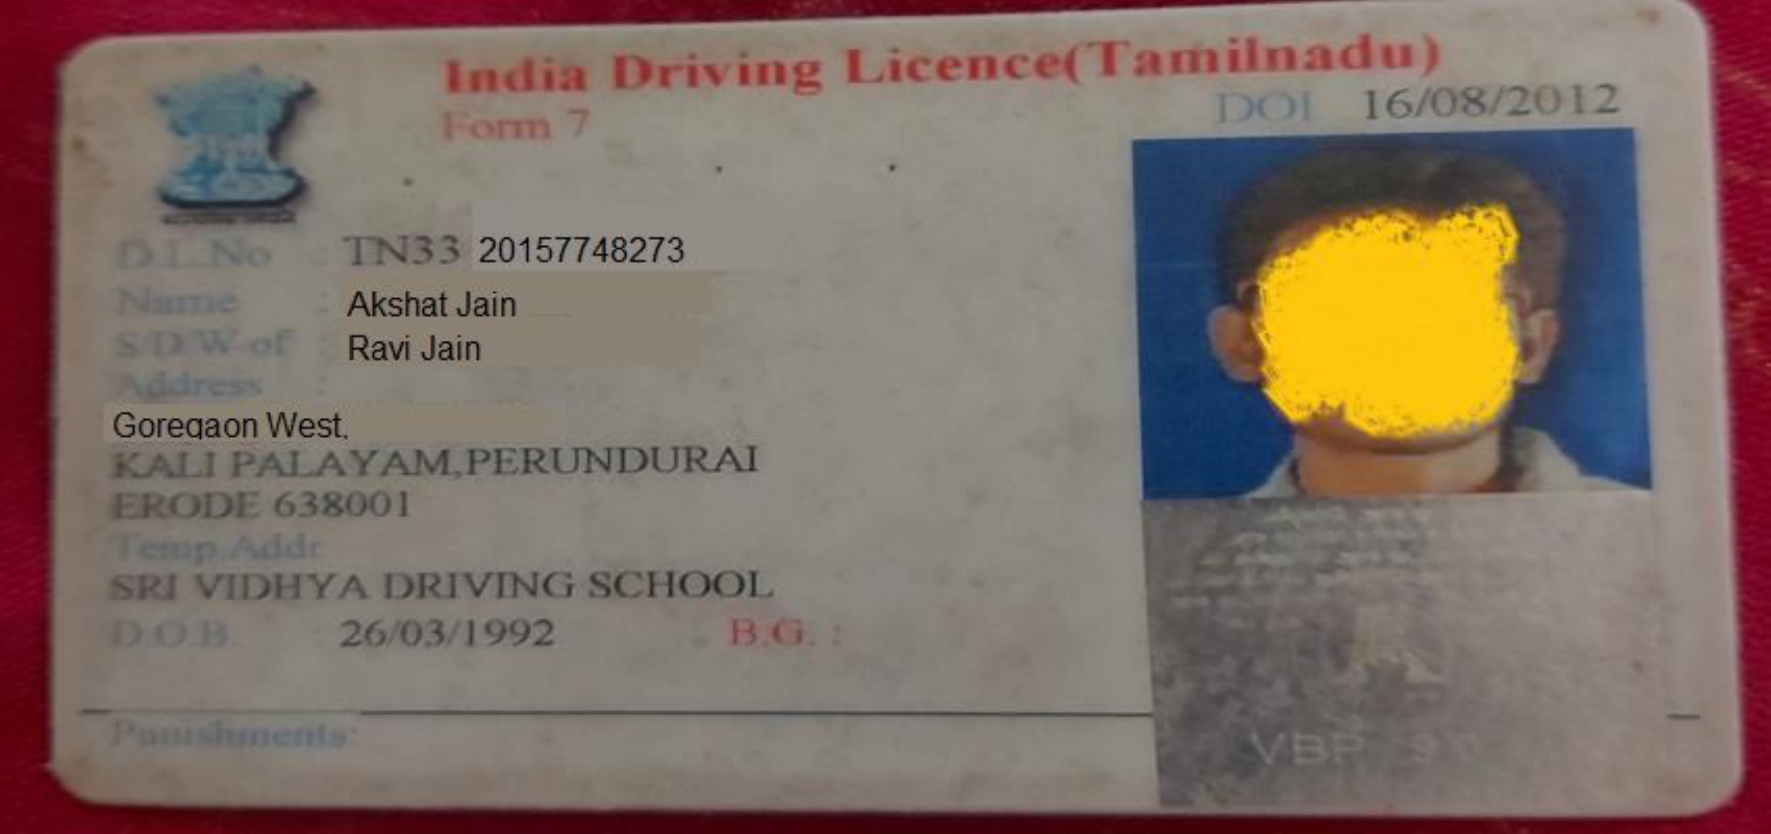 India Driving Licence(Tamilnadu)
Form 7
DOI 16/08/2012
D.L.No : TN33 20157748273
Name : Akshat Jain
S/D/W of : Ravi Jain
Address :
Goregaon West,
KALI PALAYAM,PERUNDURAI
ERODE 638001
Temp.Addr
SRI VIDHYA DRIVING SCHOOL
D.O.B. : 26/03/1992 B.G. :
Punishments:
VBP